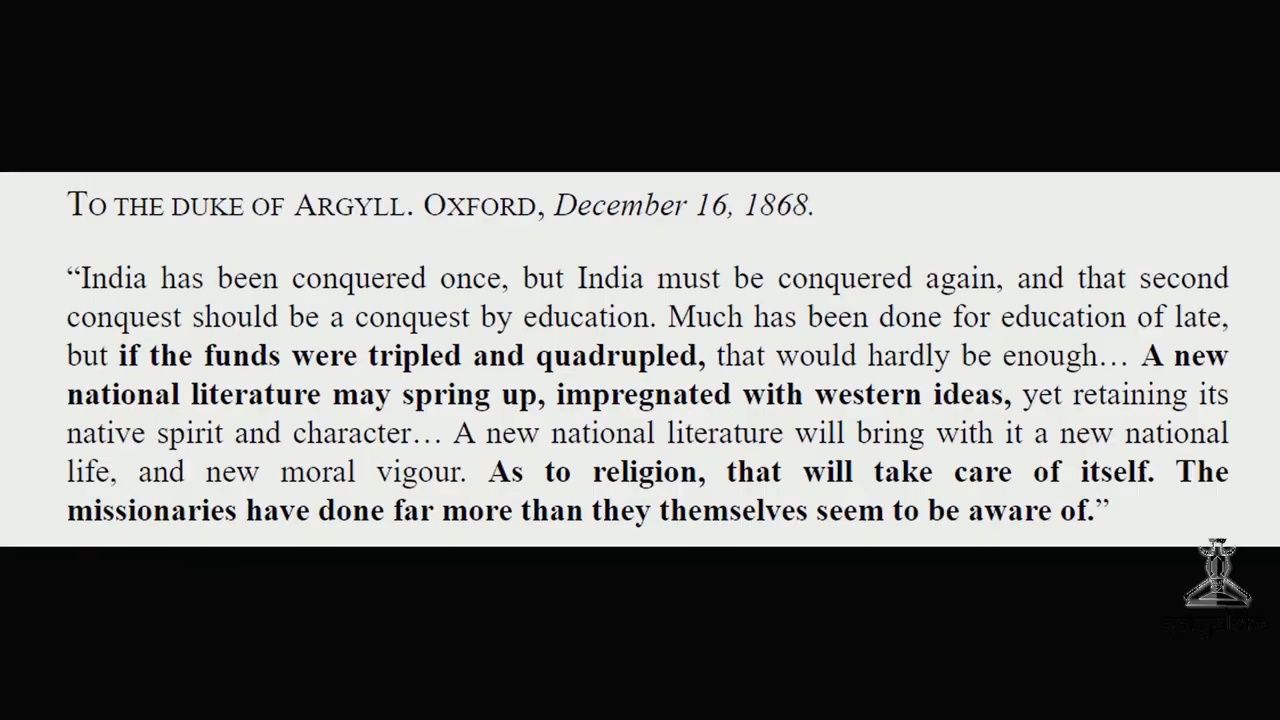 TO THE DUKE OF ARGYLL. OXFORD, December 16, 1868.
“India has been conquered once, but India must be conquered again, and that second
conquest should be a conquest by education. Much has been done for education of late,
but if the funds were tripled and quadrupled, that would hardly be enough… A new
national literature may spring up, impregnated with western ideas, yet retaining its
native spirit and character… A new national literature will bring with it a new national
life, and new moral vigour. As to religion, that will take care of itself. The
missionaries have done far more than they themselves seem to be aware of.”